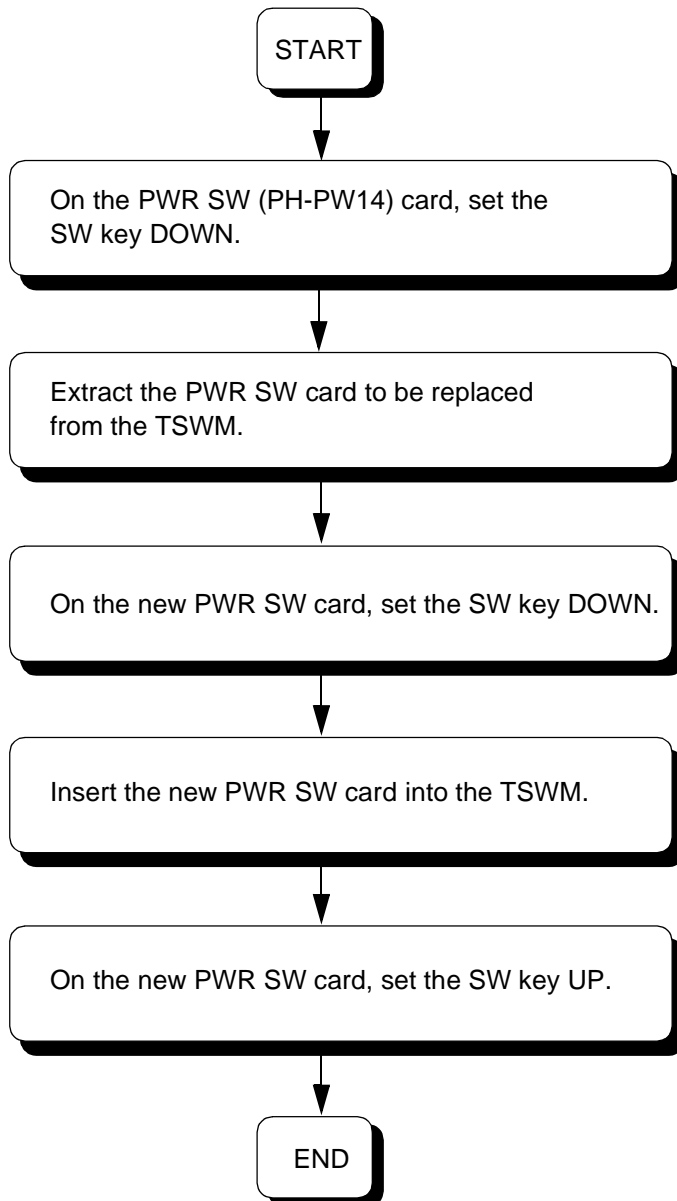 START
On the PWR SW (PH-PW14) card, set the
SW key DOWN.
Extract the PWR SW card to be replaced
from the TSWM.
On the new PWR SW card, set the SW key DOWN.
Insert the new PWR SW card into the TSWM.
On the new PWR SW card, set the SW key UP.
END